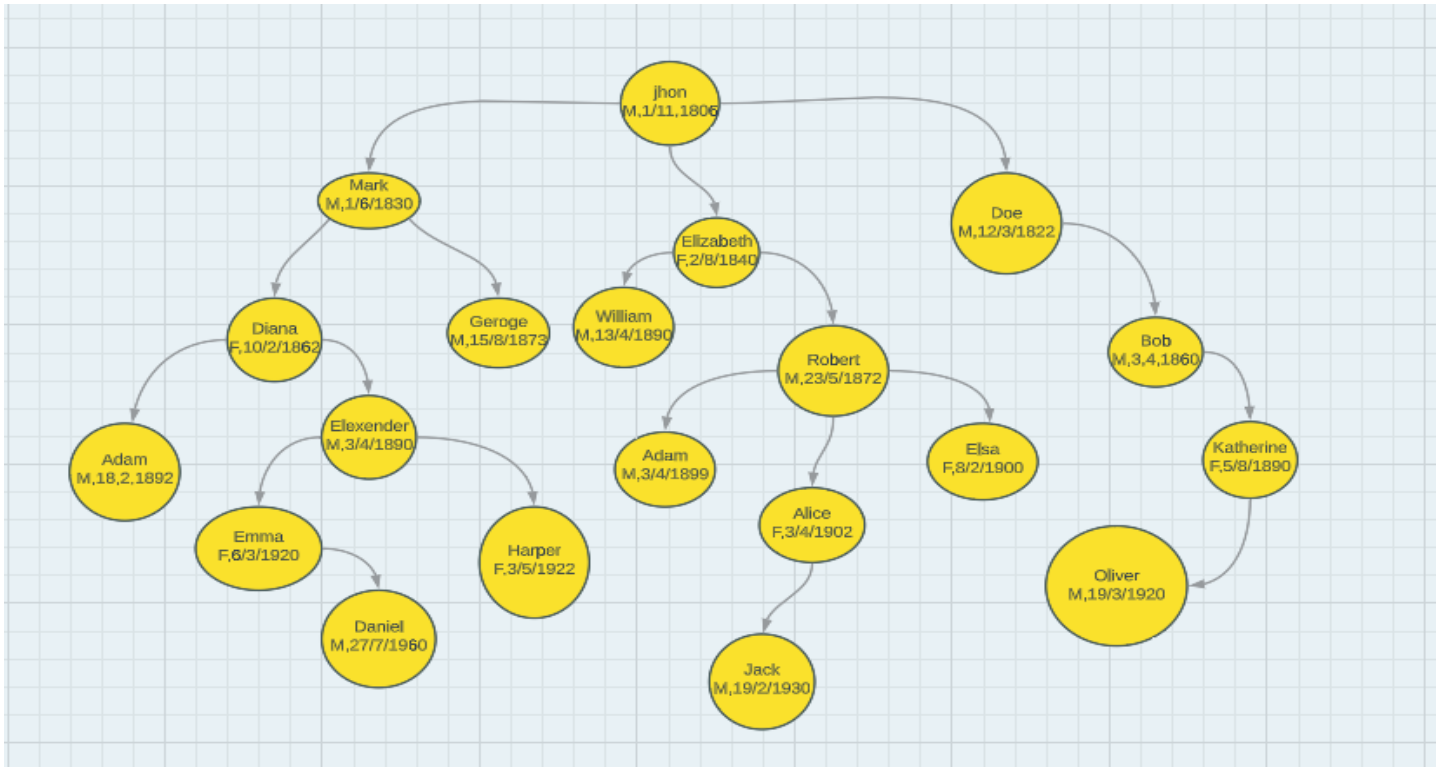 jhon
M,1/11,1806
Mark
M,1/6/1830
Elizabeth
F,2/8/1840
Doe
M,12/3/1822
Diana
F,10/2/1862
Geroge
M,15/8/1873
William
M,13/4/1890
Robert
M,23/5/1872
Bob
M,3,4,1860
Adam
M,18,2,1892
Elexender
M,3/4/1890
Adam
M,3/4/1899
Elsa
F,8/2/1900
Katherine
F,5/8/1890
Emma
F,6/3/1920
Harper
F,3/5/1922
Alice
F,3/4/1902
Oliver
M,19/3/1920
Daniel
M,27/7/1960
Jack
M,19/2/1930